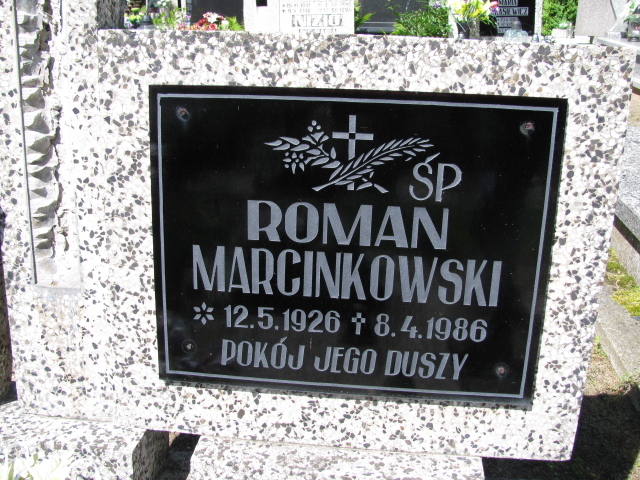 ŚP
ROMAN
MARCINKOWSKI
* 12.5.1926 † 8.4.1986
POKÓJ JEGO DUSZY